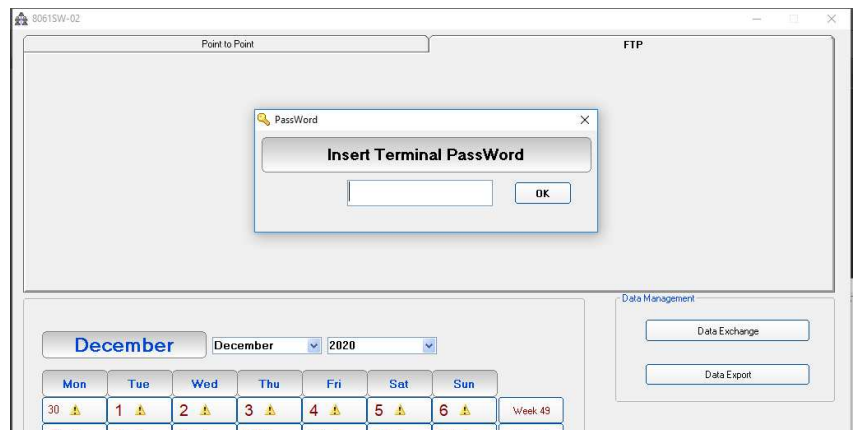 8061SW-02
Point to Point
FTP
PassWord
Insert Terminal PassWord
OK
Data Management
Data Exchange
Data Export
December
December
2020
Mon Tue Wed Thu Fri Sat Sun
30 1 2 3 4 5 6 Week 49